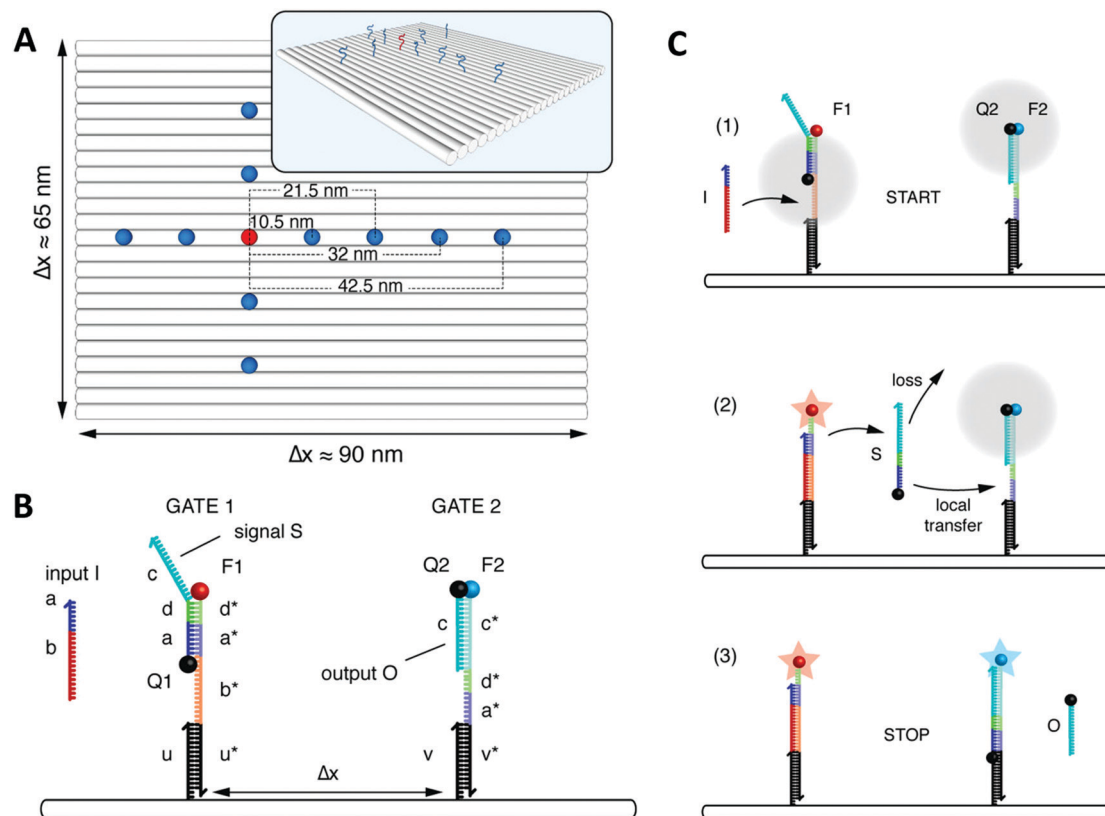 A
Δx ≈ 65 nm
21.5 nm
10.5 nm
32 nm
42.5 nm
Δx ≈ 90 nm
B
GATE 1
GATE 2
signal S
input I
a
b
c
F1
d
d*
a
a*
Q1
b*
u
u*
Q2
F2
c
c*
output O
d*
a*
v
v*
Δx
C
(1)
F1
Q2
F2
I
START
(2)
loss
S
local
transfer
(3)
STOP
O